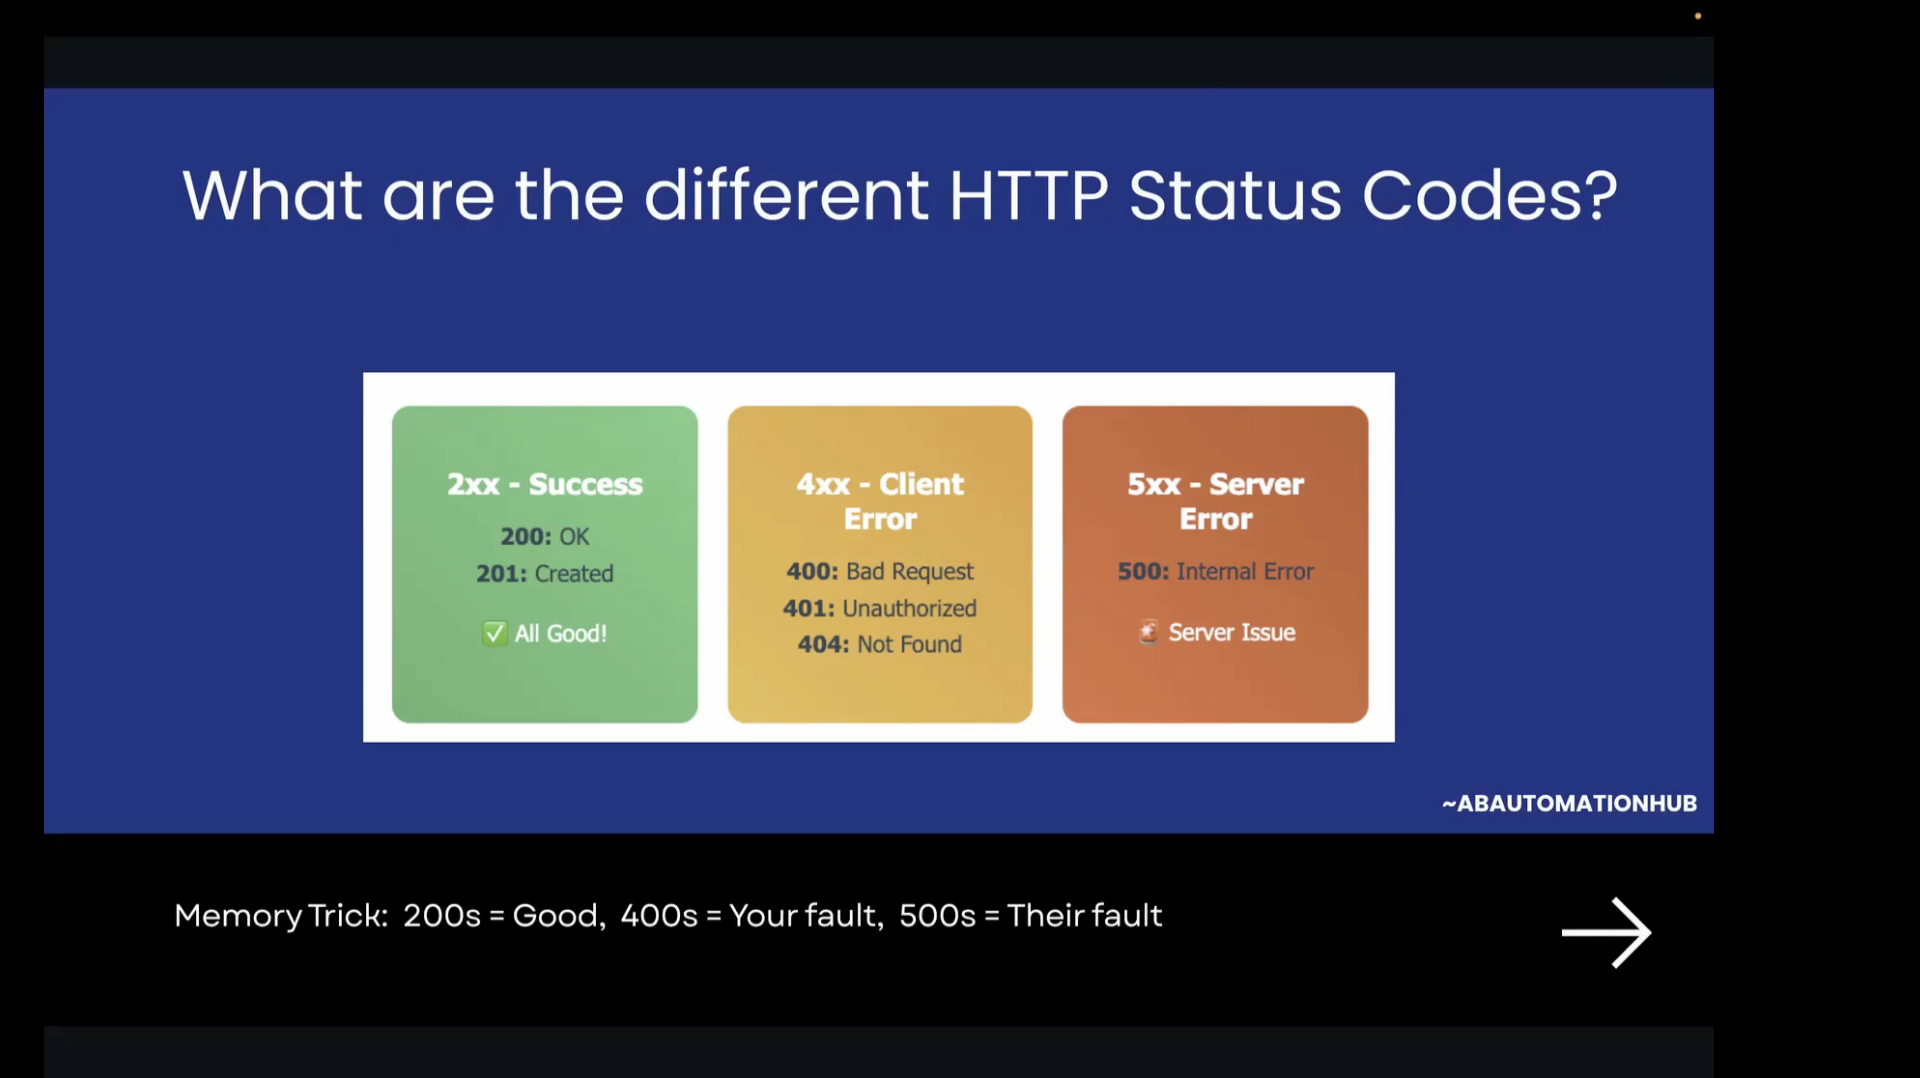 What are the different HTTP Status Codes?
2xx - Success
200: OK
201: Created
✅ All Good!
4xx - Client
Error
400: Bad Request
401: Unauthorized
404: Not Found
5xx - Server
Error
500: Internal Error
🚨 Server Issue
~ABAUTOMATIONHUB
Memory Trick: 200s = Good, 400s = Your fault, 500s = Their fault